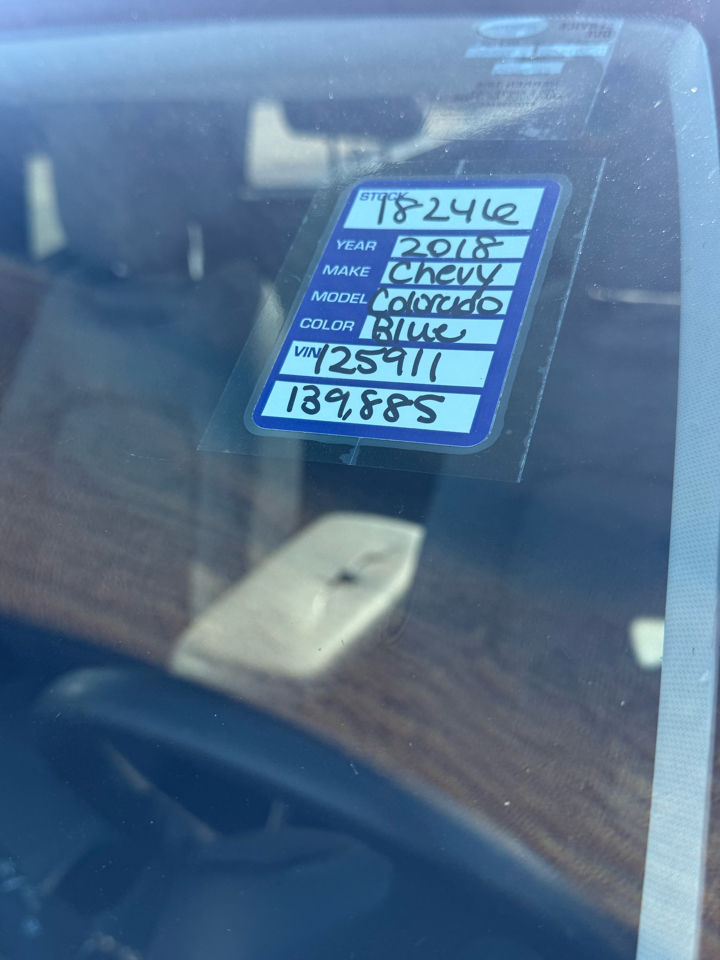 STOCK 18246
YEAR 2018
MAKE Chevy
MODEL Colorado
COLOR Blue
VIN 125911
139,885